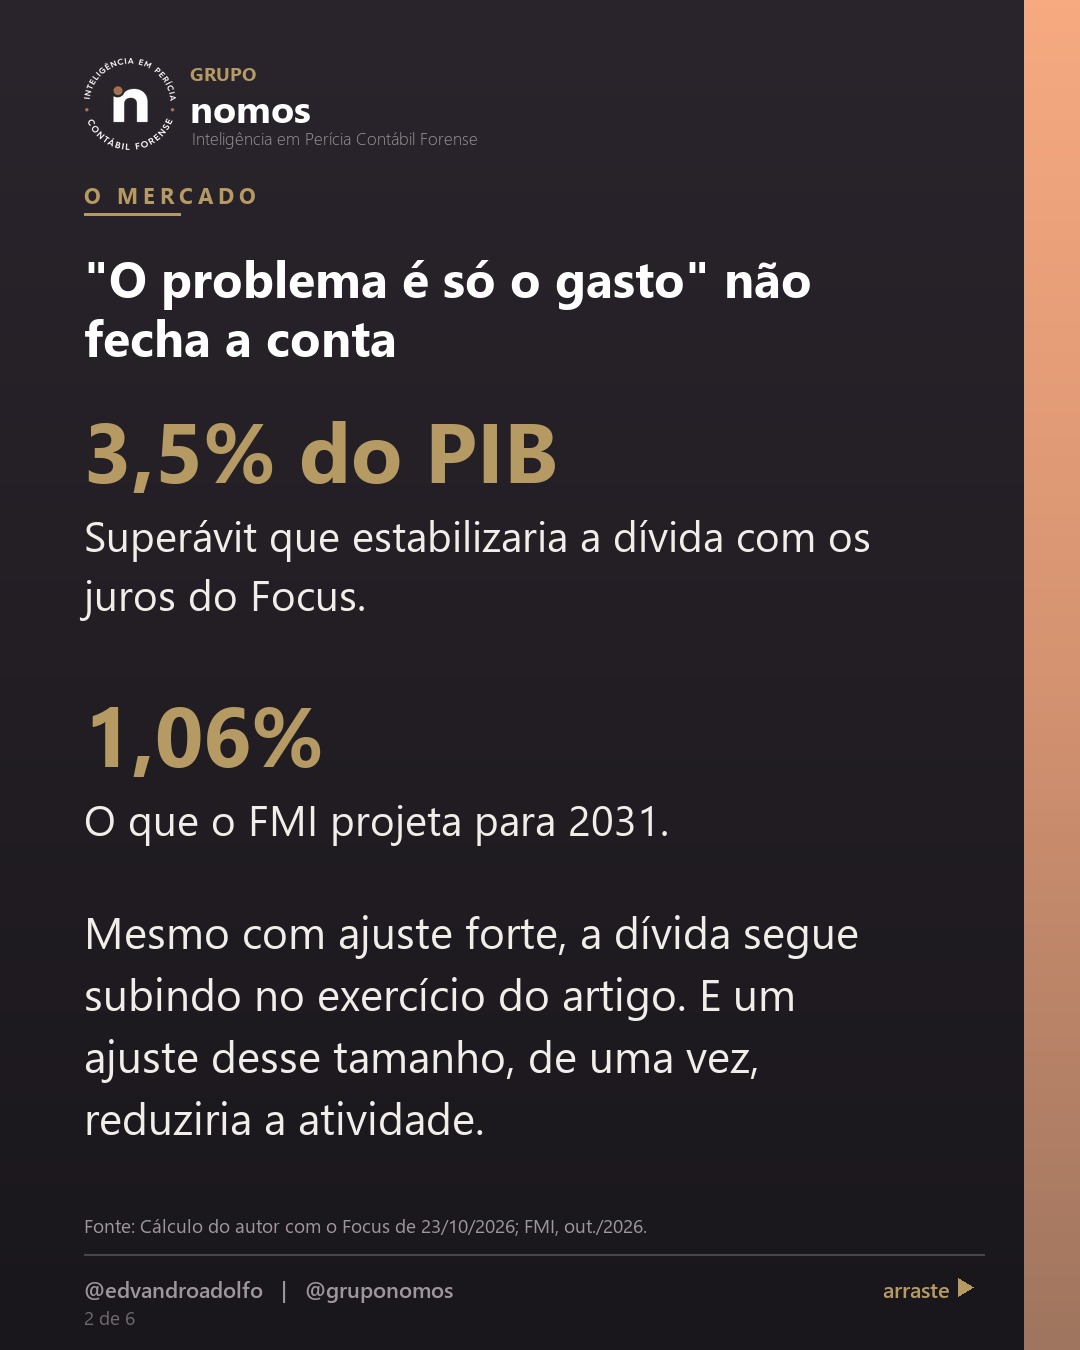 INTELIGÊNCIA EM PERÍCIA
CONTÁBIL FORENSE
n
GRUPO
nomos
Inteligência em Perícia Contábil Forense
O MERCADO
"O problema é só o gasto" não
fecha a conta
3,5% do PIB
Superávit que estabilizaria a dívida com os
juros do Focus.
1,06%
O que o FMI projeta para 2031.
Mesmo com ajuste forte, a dívida segue
subindo no exercício do artigo. E um
ajuste desse tamanho, de uma vez,
reduziria a atividade.
Fonte: Cálculo do autor com o Focus de 23/10/2026; FMI, out./2026.
@edvandroadolfo | @gruponomos
arraste
2 de 6